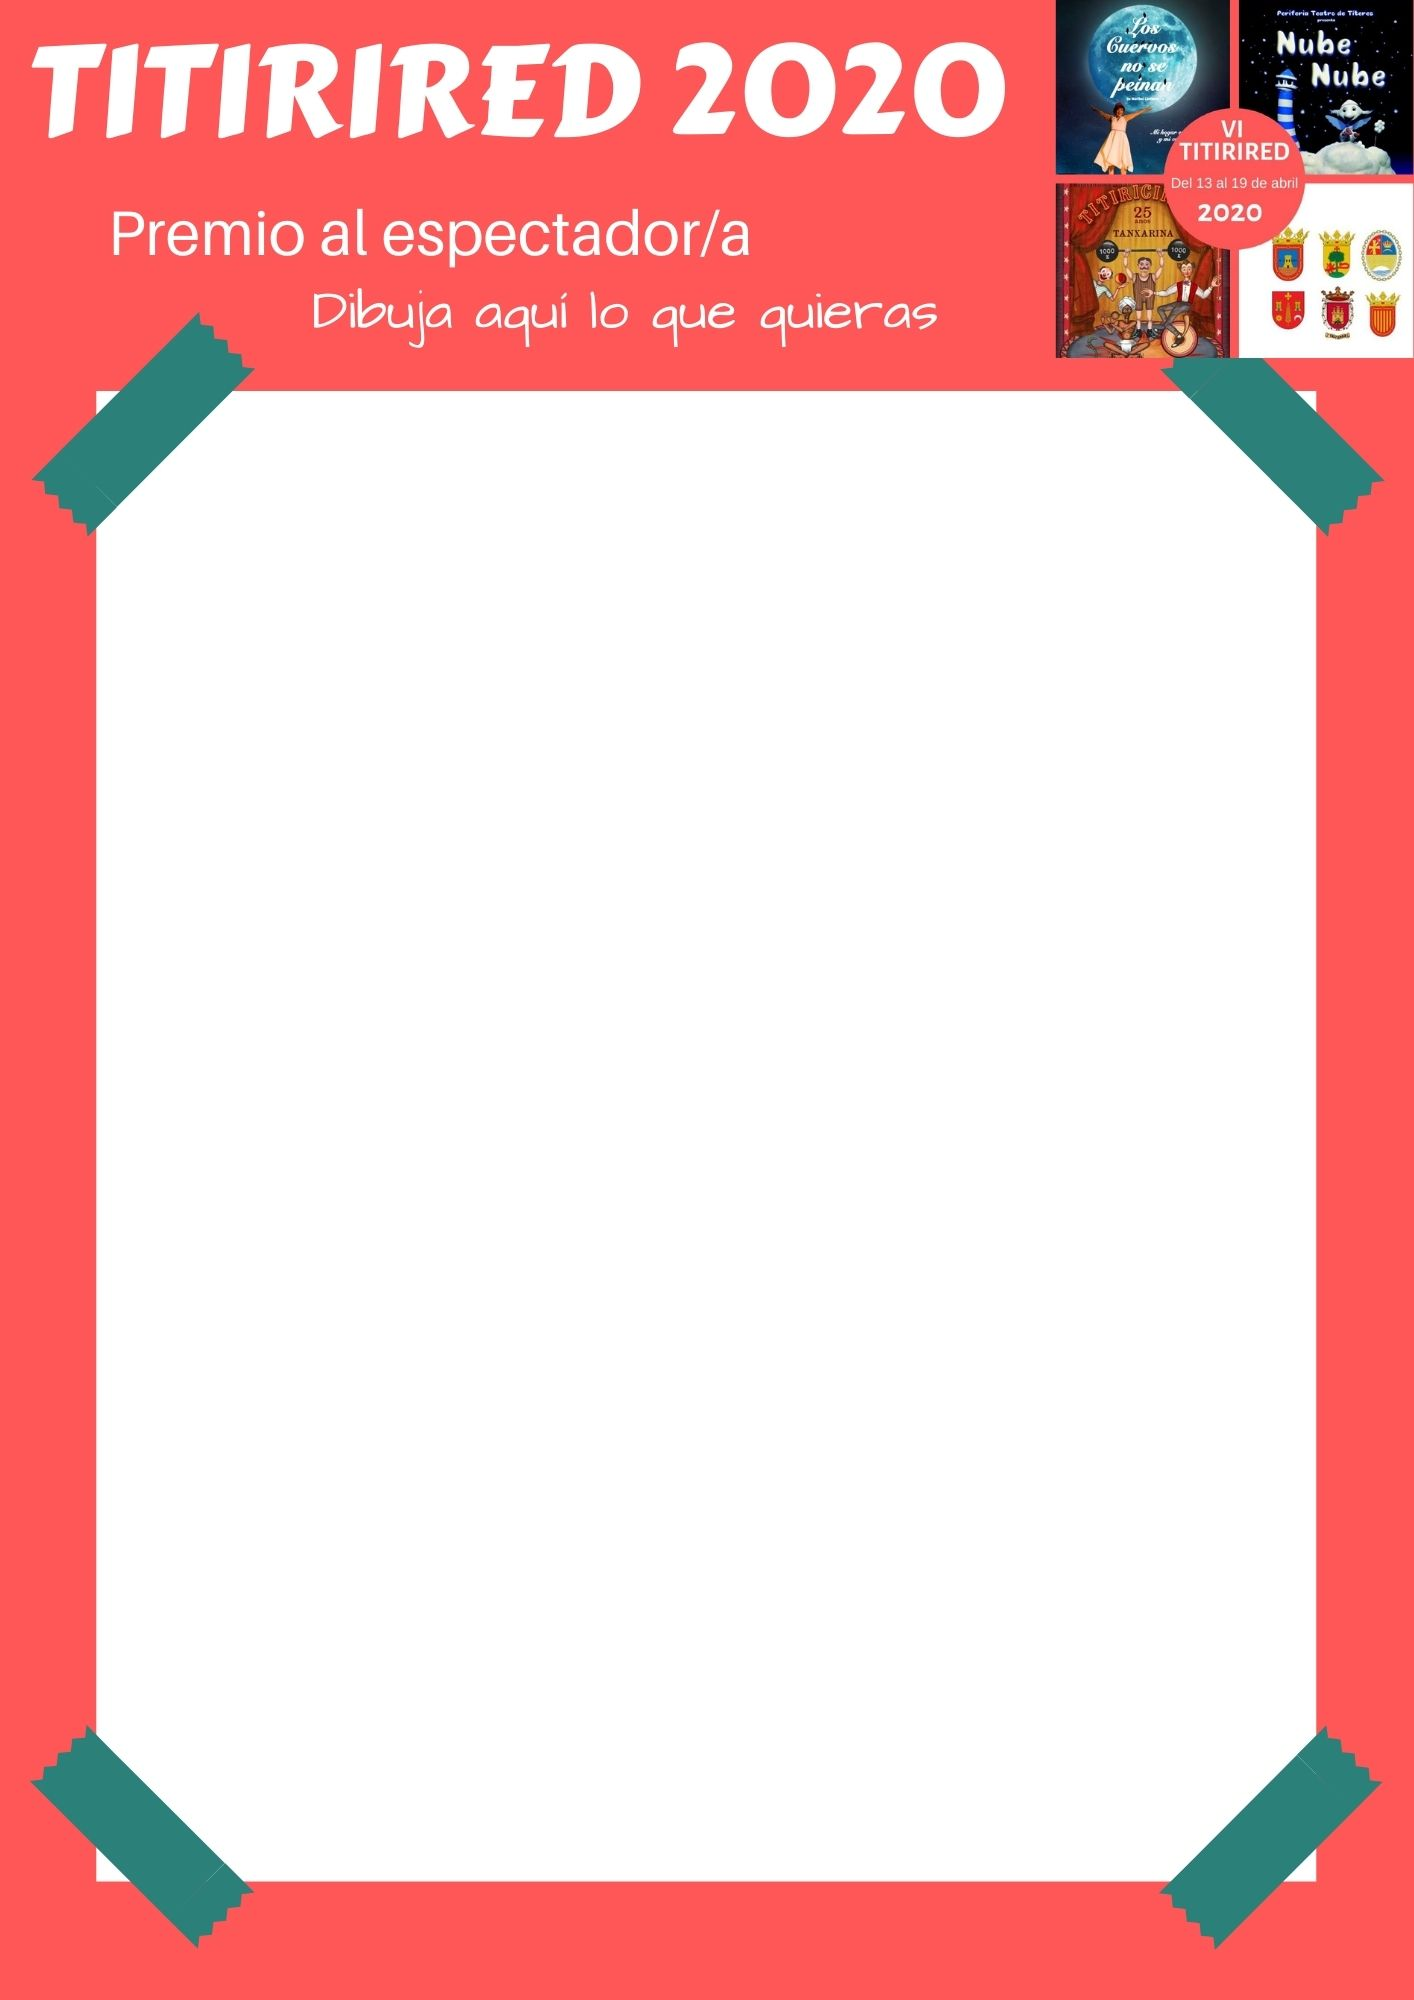 TITIRIRED 2020
Premio al espectador/a
Dibuja aquí lo que quieras
Los
Cuervos
no se
peinan
Periferia Teatro de Títeres
presenta
Nube
Nube
VI
TITIRIRED
Del 13 al 19 de abril
2020
25
años
TANXARINA
1000
1000